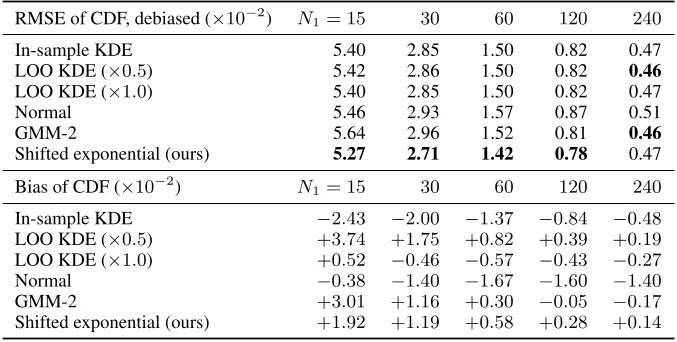 RMSE of CDF, debiased (×10⁻²) N₁ = 15 30 60 120 240
In-sample KDE 5.40 2.85 1.50 0.82 0.47
LOO KDE (×0.5) 5.42 2.86 1.50 0.82 0.46
LOO KDE (×1.0) 5.40 2.85 1.50 0.82 0.47
Normal 5.46 2.93 1.57 0.87 0.51
GMM-2 5.64 2.96 1.52 0.81 0.46
Shifted exponential (ours) 5.27 2.71 1.42 0.78 0.47
Bias of CDF (×10⁻²) N₁ = 15 30 60 120 240
In-sample KDE −2.43 −2.00 −1.37 −0.84 −0.48
LOO KDE (×0.5) +3.74 +1.75 +0.82 +0.39 +0.19
LOO KDE (×1.0) +0.52 −0.46 −0.57 −0.43 −0.27
Normal −0.38 −1.40 −1.67 −1.60 −1.40
GMM-2 +3.01 +1.16 +0.30 −0.05 −0.17
Shifted exponential (ours) +1.92 +1.19 +0.58 +0.28 +0.14